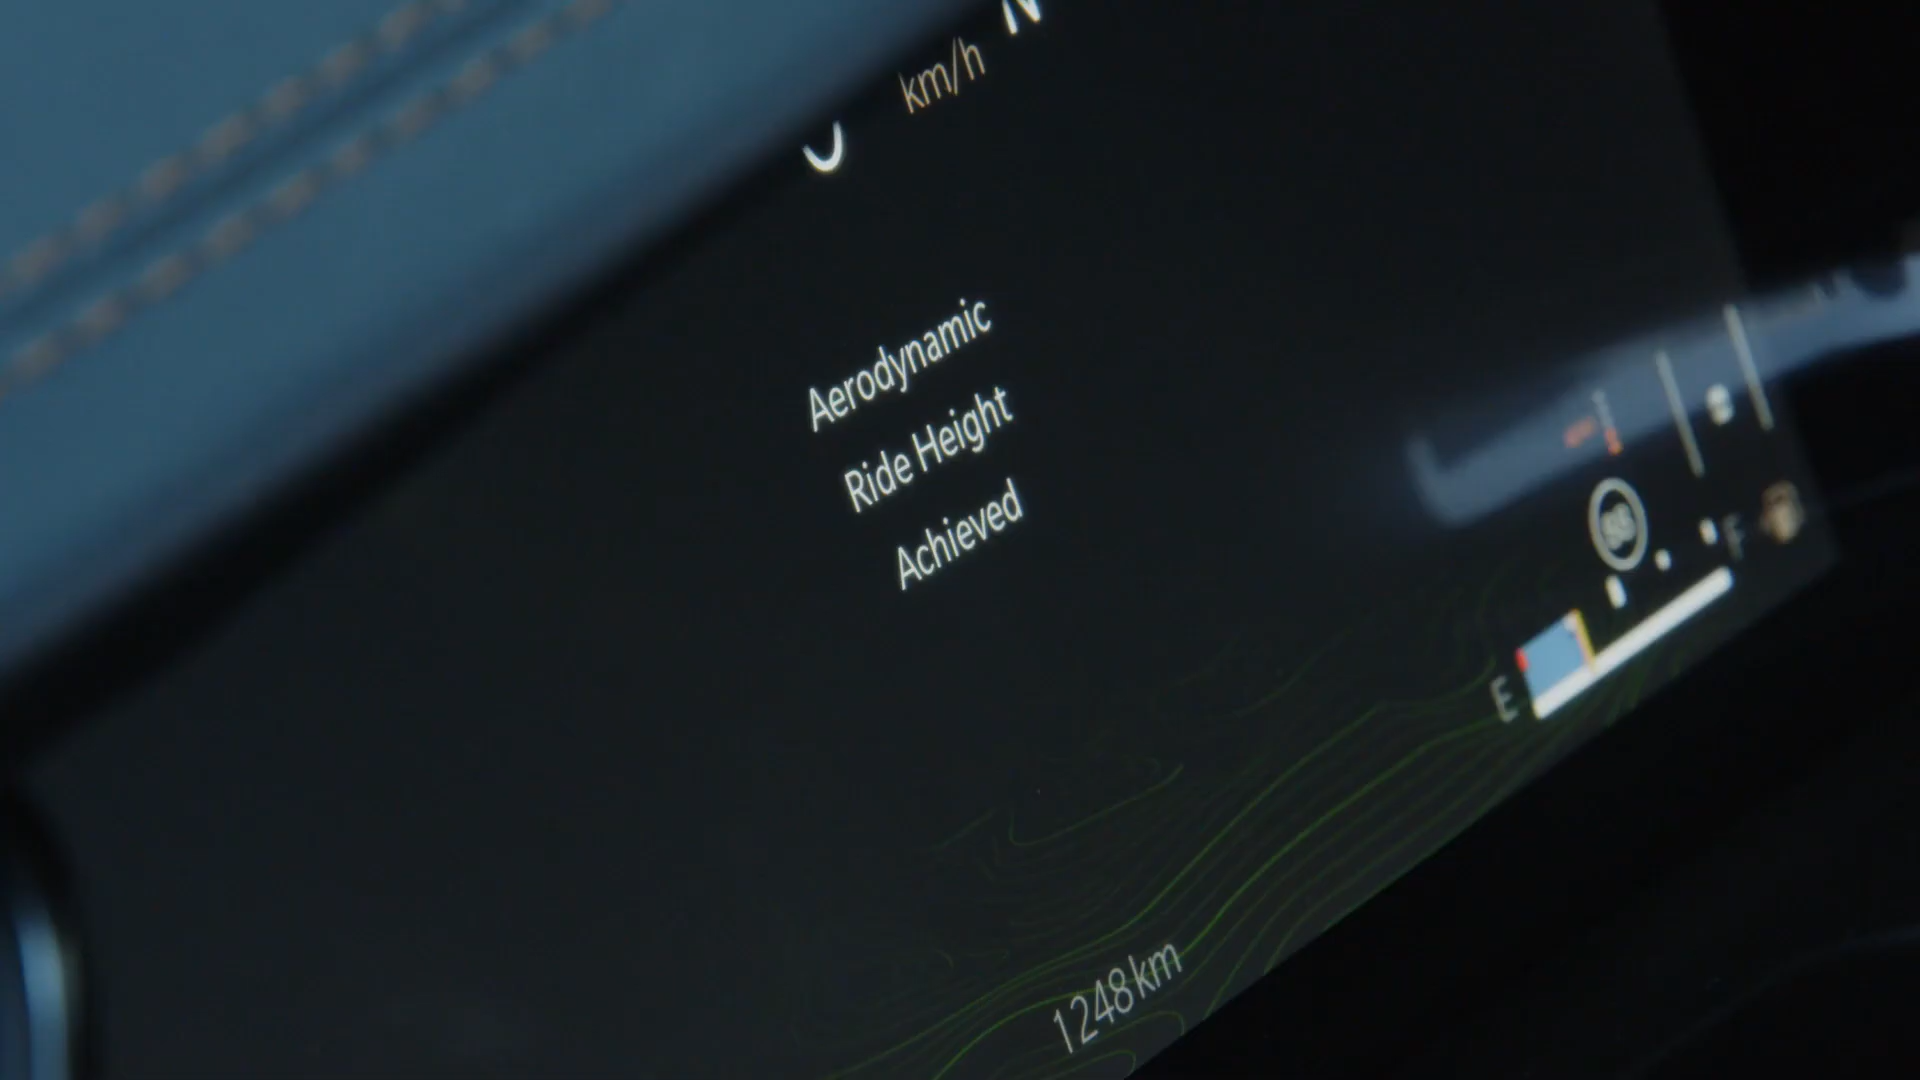 km/h
Aerodynamic
Ride Height
Achieved
F
E
1248 km